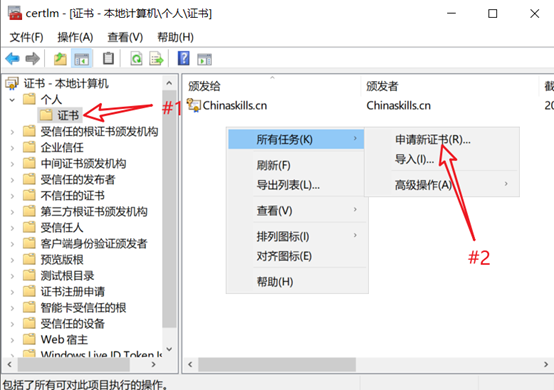 certlm - [证书 - 本地计算机\个人\证书]
文件(F) 操作(A) 查看(V) 帮助(H)
证书 - 本地计算机
个人
证书
受信任的根证书颁发机构
企业信任
中间证书颁发机构
受信任的发布者
不信任的证书
第三方根证书颁发机构
受信任人
客户端身份验证颁发者
预览版根
测试根目录
证书注册申请
智能卡受信任的根
受信任的设备
Web 宿主
Windows Live ID Token Is
#1
颁发给 颁发者 截
Chinaskills.cn Chinaskills.cn 20
所有任务(K)
刷新(F)
导出列表(L)...
查看(V)
排列图标(I)
对齐图标(E)
帮助(H)
申请新证书(R)...
导入(I)...
高级操作(A)
#2
包括了所有可对此项目执行的操作。